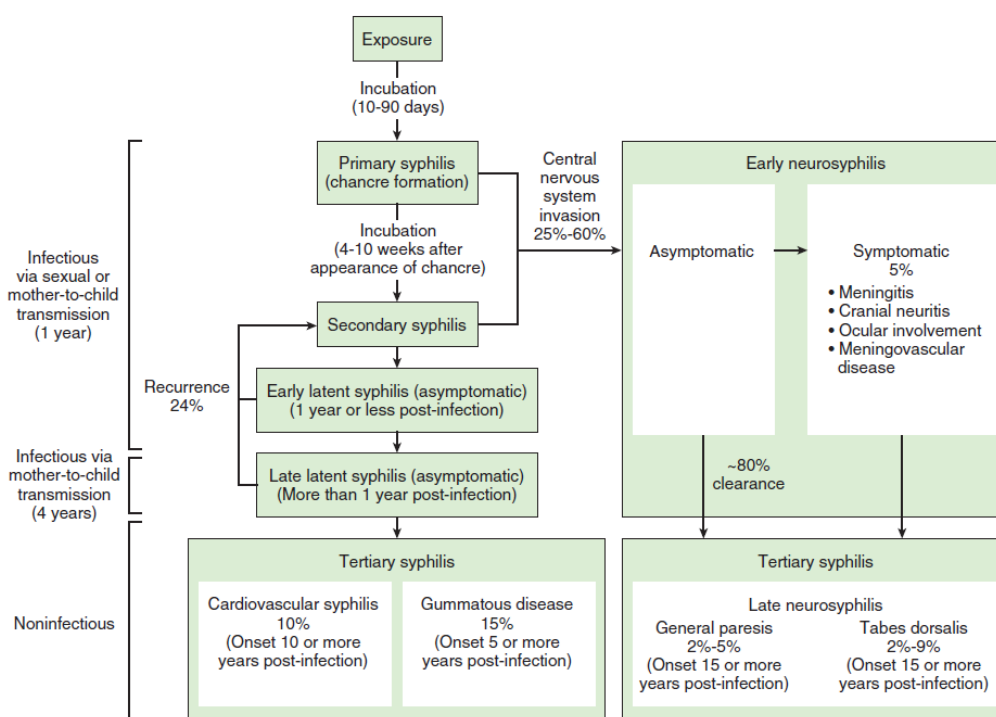 Exposure
Incubation
(10-90 days)
Primary syphilis
(chancre formation)
Incubation
(4-10 weeks after
appearance of chancre)
Secondary syphilis
Early latent syphilis (asymptomatic)
(1 year or less post-infection)
Late latent syphilis (asymptomatic)
(More than 1 year post-infection)
Infectious
via sexual or
mother-to-child
transmission
(1 year)
Recurrence
24%
Infectious via
mother-to-child
transmission
(4 years)
Noninfectious
Central
nervous
system
invasion
25%-60%
Early neurosyphilis
Asymptomatic
Symptomatic
5%
• Meningitis
• Cranial neuritis
• Ocular involvement
• Meningovascular
disease
~80%
clearance
Tertiary syphilis
Cardiovascular syphilis
10%
(Onset 10 or more
years post-infection)
Gummatous disease
15%
(Onset 5 or more
years post-infection)
Tertiary syphilis
Late neurosyphilis
General paresis
2%-5%
(Onset 15 or more
years post-infection)
Tabes dorsalis
2%-9%
(Onset 15 or more
years post-infection)